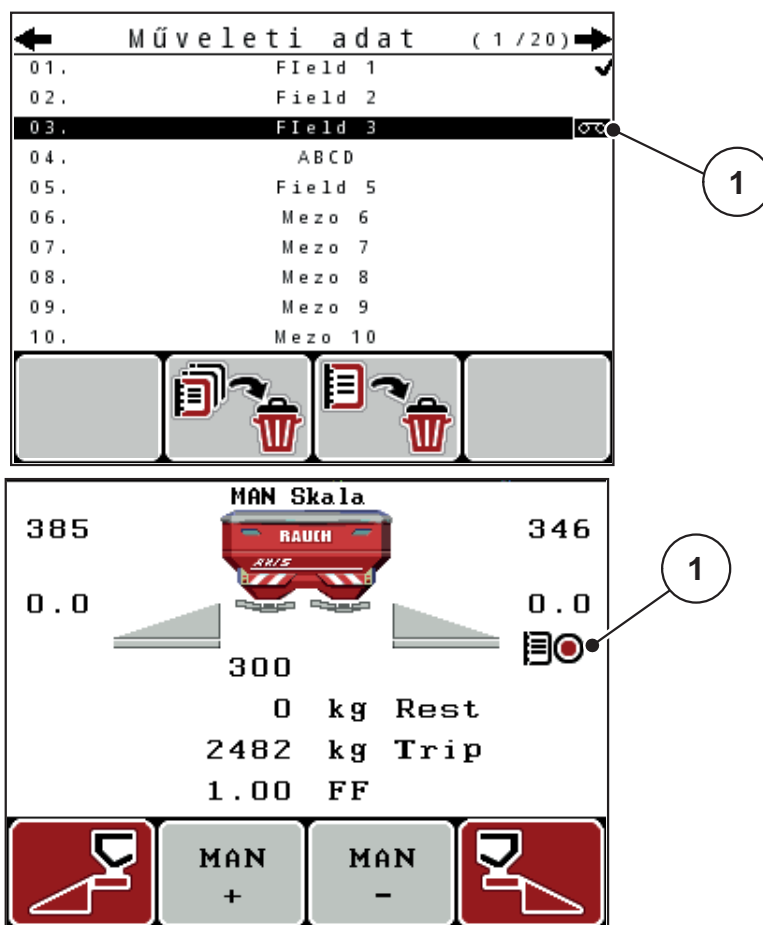 Műveleti adat (1/20)
01. FIeld 1
02. Field 2
03. FIeld 3
04. ABCD
05. Field 5
06. Mezo 6
07. Mezo 7
08. Mezo 8
09. Mezo 9
10. Mezo 10
1
MAN Skala
385 346
RAUCH
AXIS
0.0 0.0
1
300
0 kg Rest
2482 kg Trip
1.00 FF
MAN + MAN -